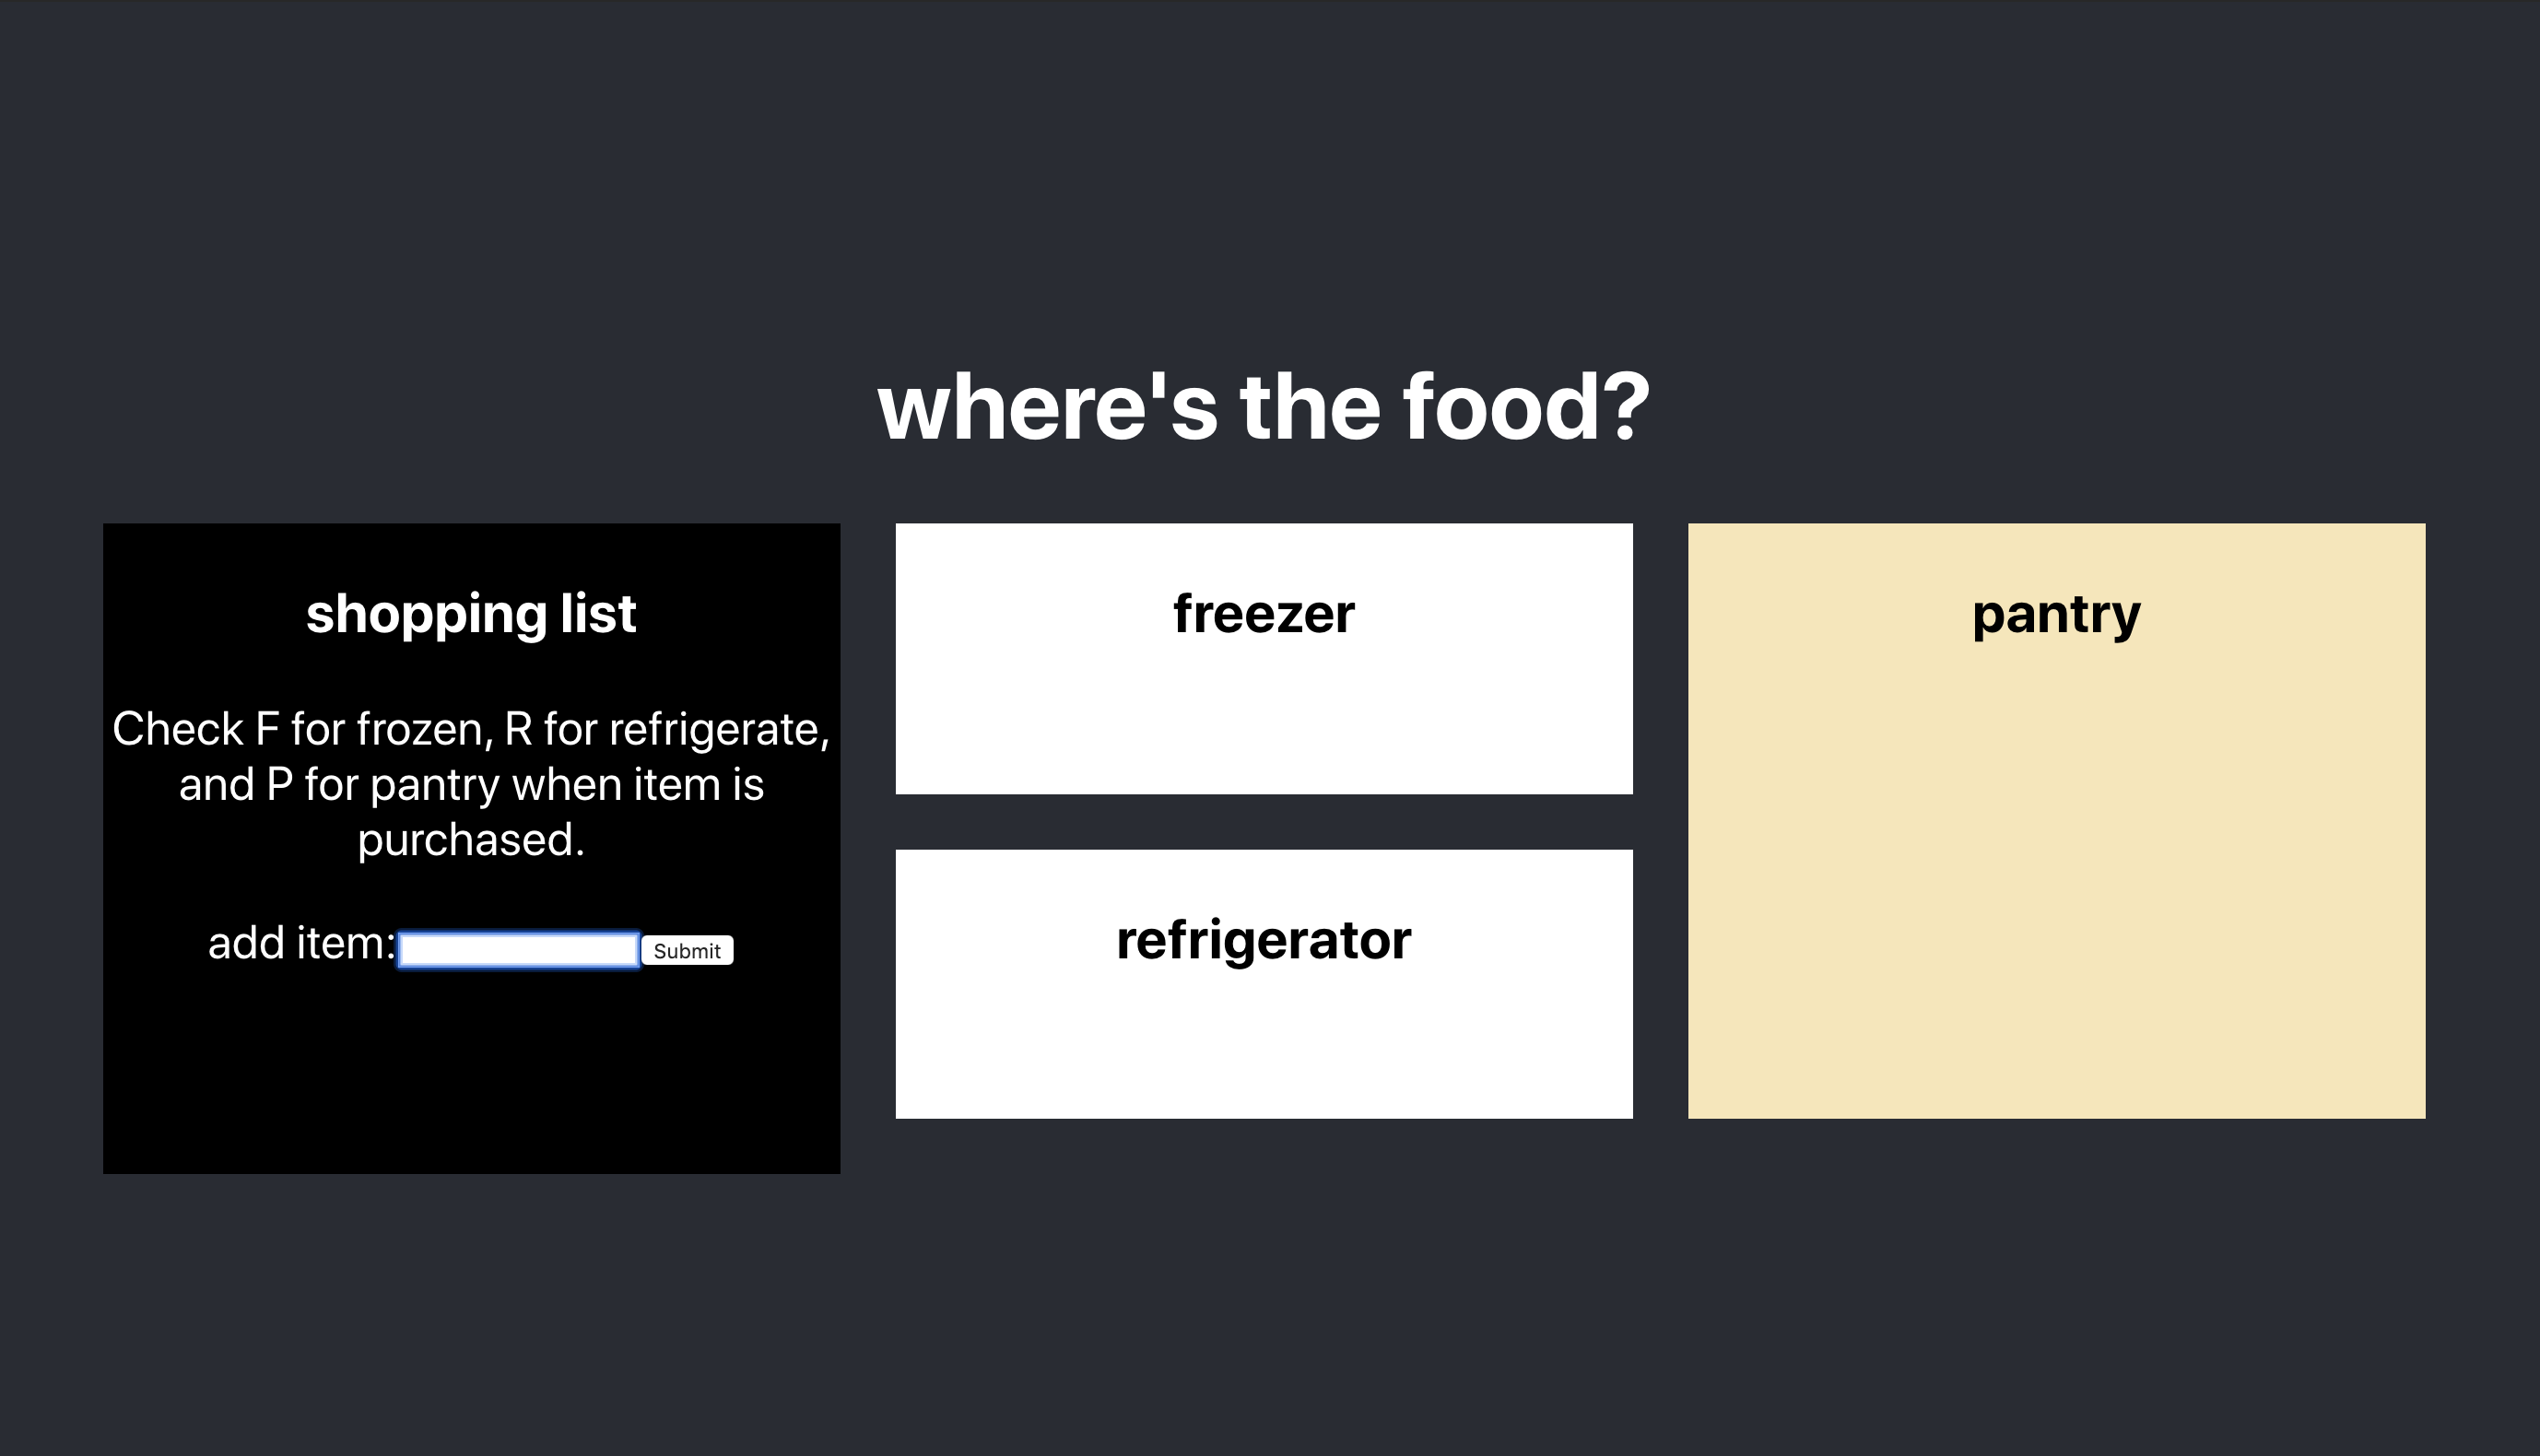 where's the food?
shopping list
Check F for frozen, R for refrigerate,
and P for pantry when item is
purchased.
add item: Submit
freezer
refrigerator
pantry